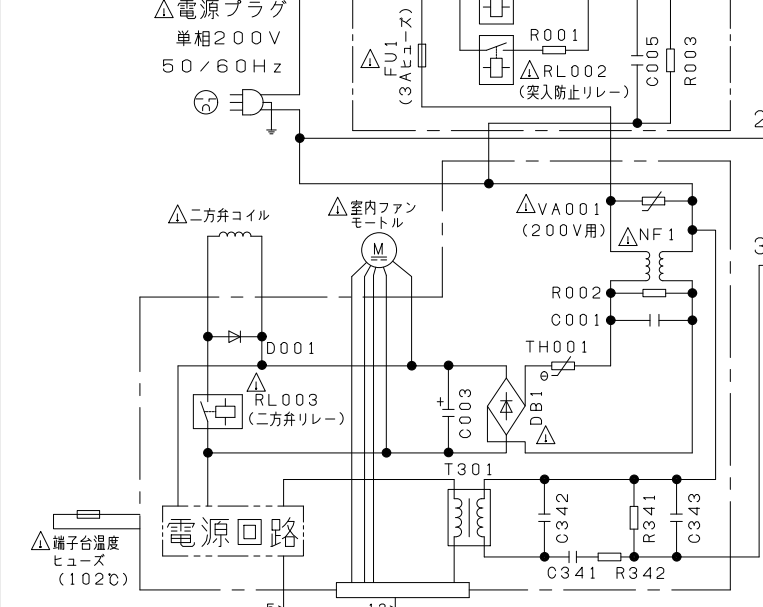 電源プラグ
単相200V
50/60Hz
FU1
(3Aヒューズ)
R001
RL002
(突入防止リレー)
C005
R003
2
二方弁コイル
室内ファン
モートル
M
VA001
(200V用)
NF1
3
R002
C001
D001
TH001
θ
RL003
(二方弁リレー)
+
C003
DB1
T301
電源回路
C342
R341
C343
端子台温度
ヒューズ
(102℃)
C341
R342